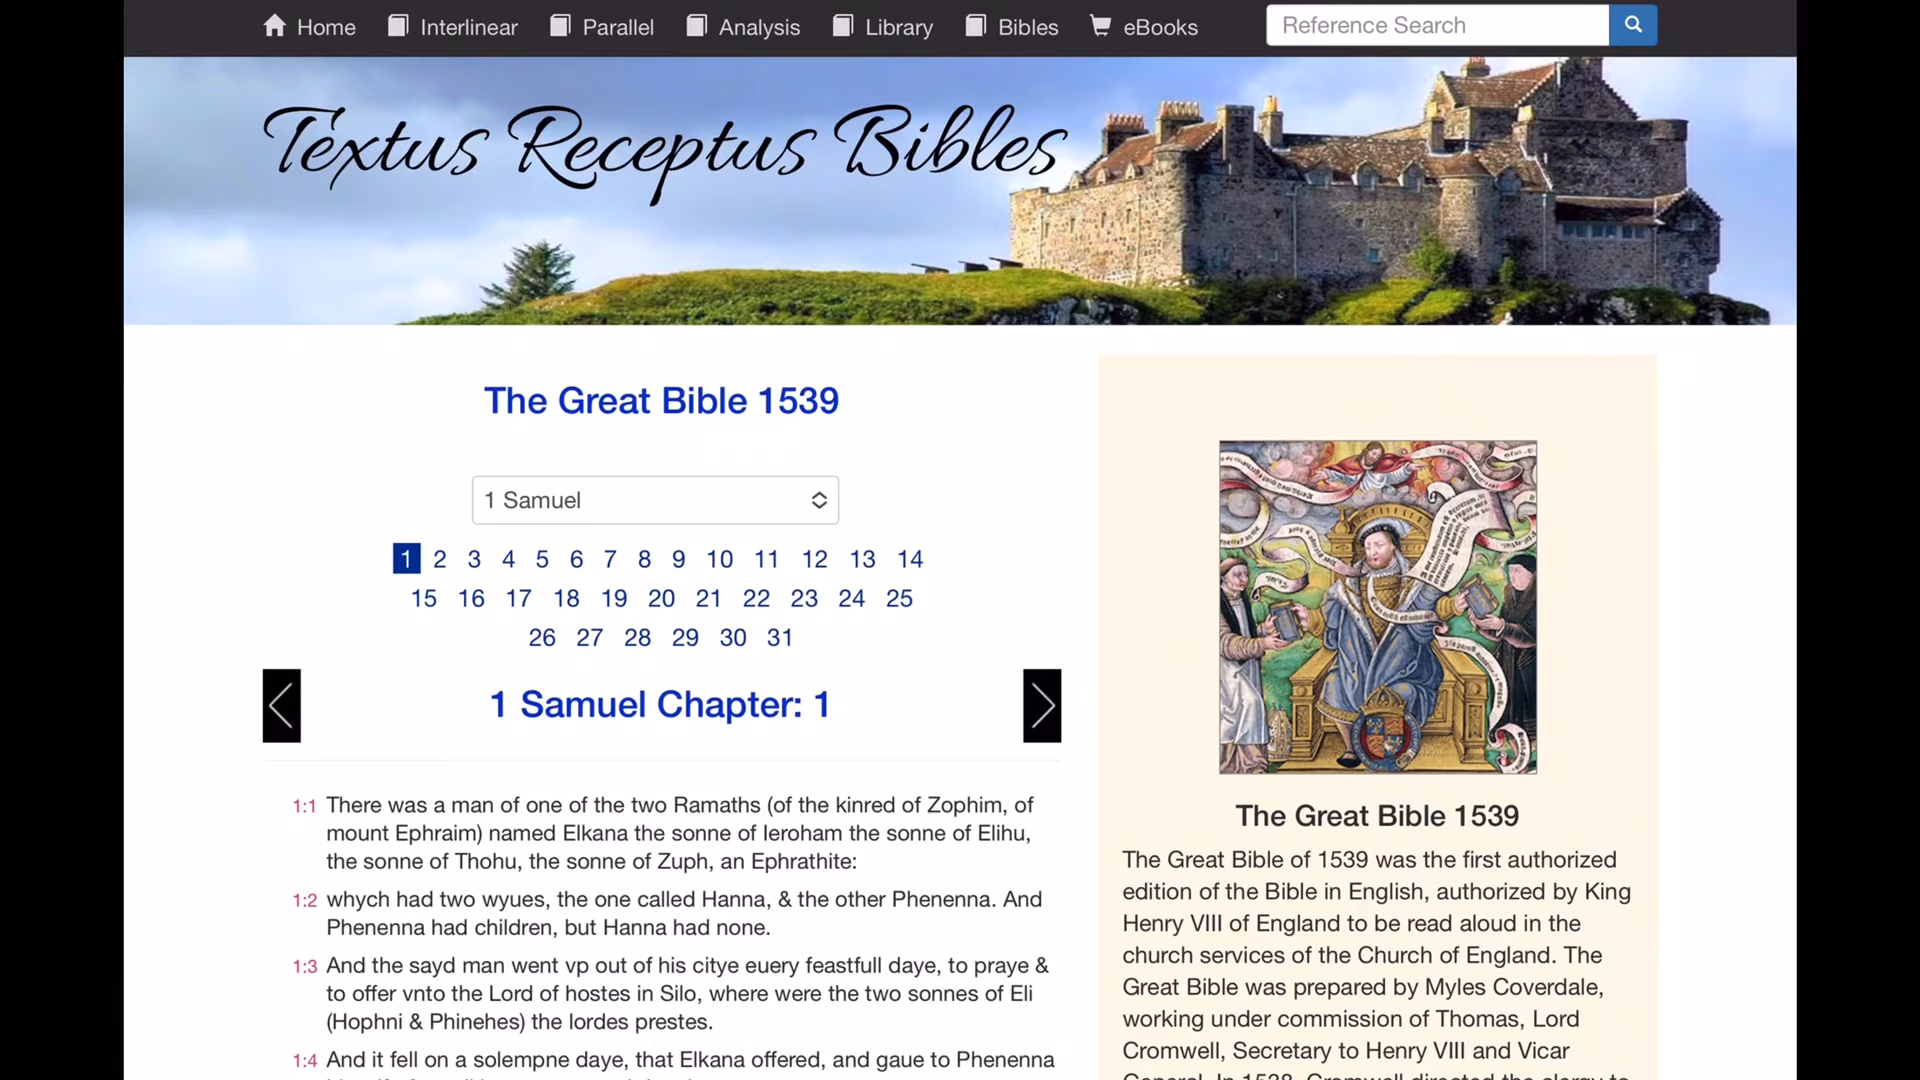 Home Interlinear Parallel Analysis Library Bibles eBooks Reference Search
Textus Receptus Bibles
The Great Bible 1539
1 Samuel
1 2 3 4 5 6 7 8 9 10 11 12 13 14
15 16 17 18 19 20 21 22 23 24 25
26 27 28 29 30 31
1 Samuel Chapter: 1
1:1 There was a man of one of the two Ramaths (of the kinred of Zophim, of
mount Ephraim) named Elkana the sonne of Ieroham the sonne of Elihu,
the sonne of Thohu, the sonne of Zuph, an Ephrathite:
1:2 whych had two wyues, the one called Hanna, & the other Phenenna. And
Phenenna had children, but Hanna had none.
1:3 And the sayd man went vp out of his citye euery feastfull daye, to praye &
to offer vnto the Lord of hostes in Silo, where were the two sonnes of Eli
(Hophni & Phinehes) the lordes prestes.
1:4 And it fell on a solempne daye, that Elkana offered, and gaue to Phenenna
The Great Bible 1539
The Great Bible of 1539 was the first authorized
edition of the Bible in English, authorized by King
Henry VIII of England to be read aloud in the
church services of the Church of England. The
Great Bible was prepared by Myles Coverdale,
working under commission of Thomas, Lord
Cromwell, Secretary to Henry VIII and Vicar
General. In 1538, Cromwell directed the clergy to